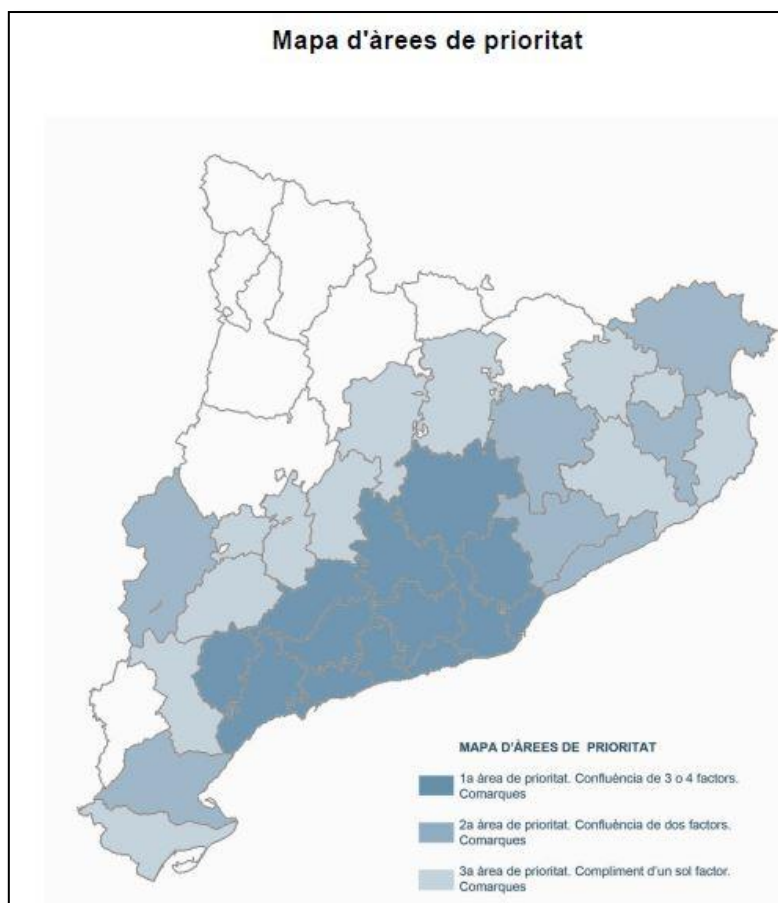 Mapa d'àrees de prioritat
MAPA D'ÀREES DE PRIORITAT
1a àrea de prioritat. Confluència de 3 o 4 factors.
Comarques
2a àrea de prioritat. Confluència de dos factors.
Comarques
3a àrea de prioritat. Compliment d'un sol factor.
Comarques